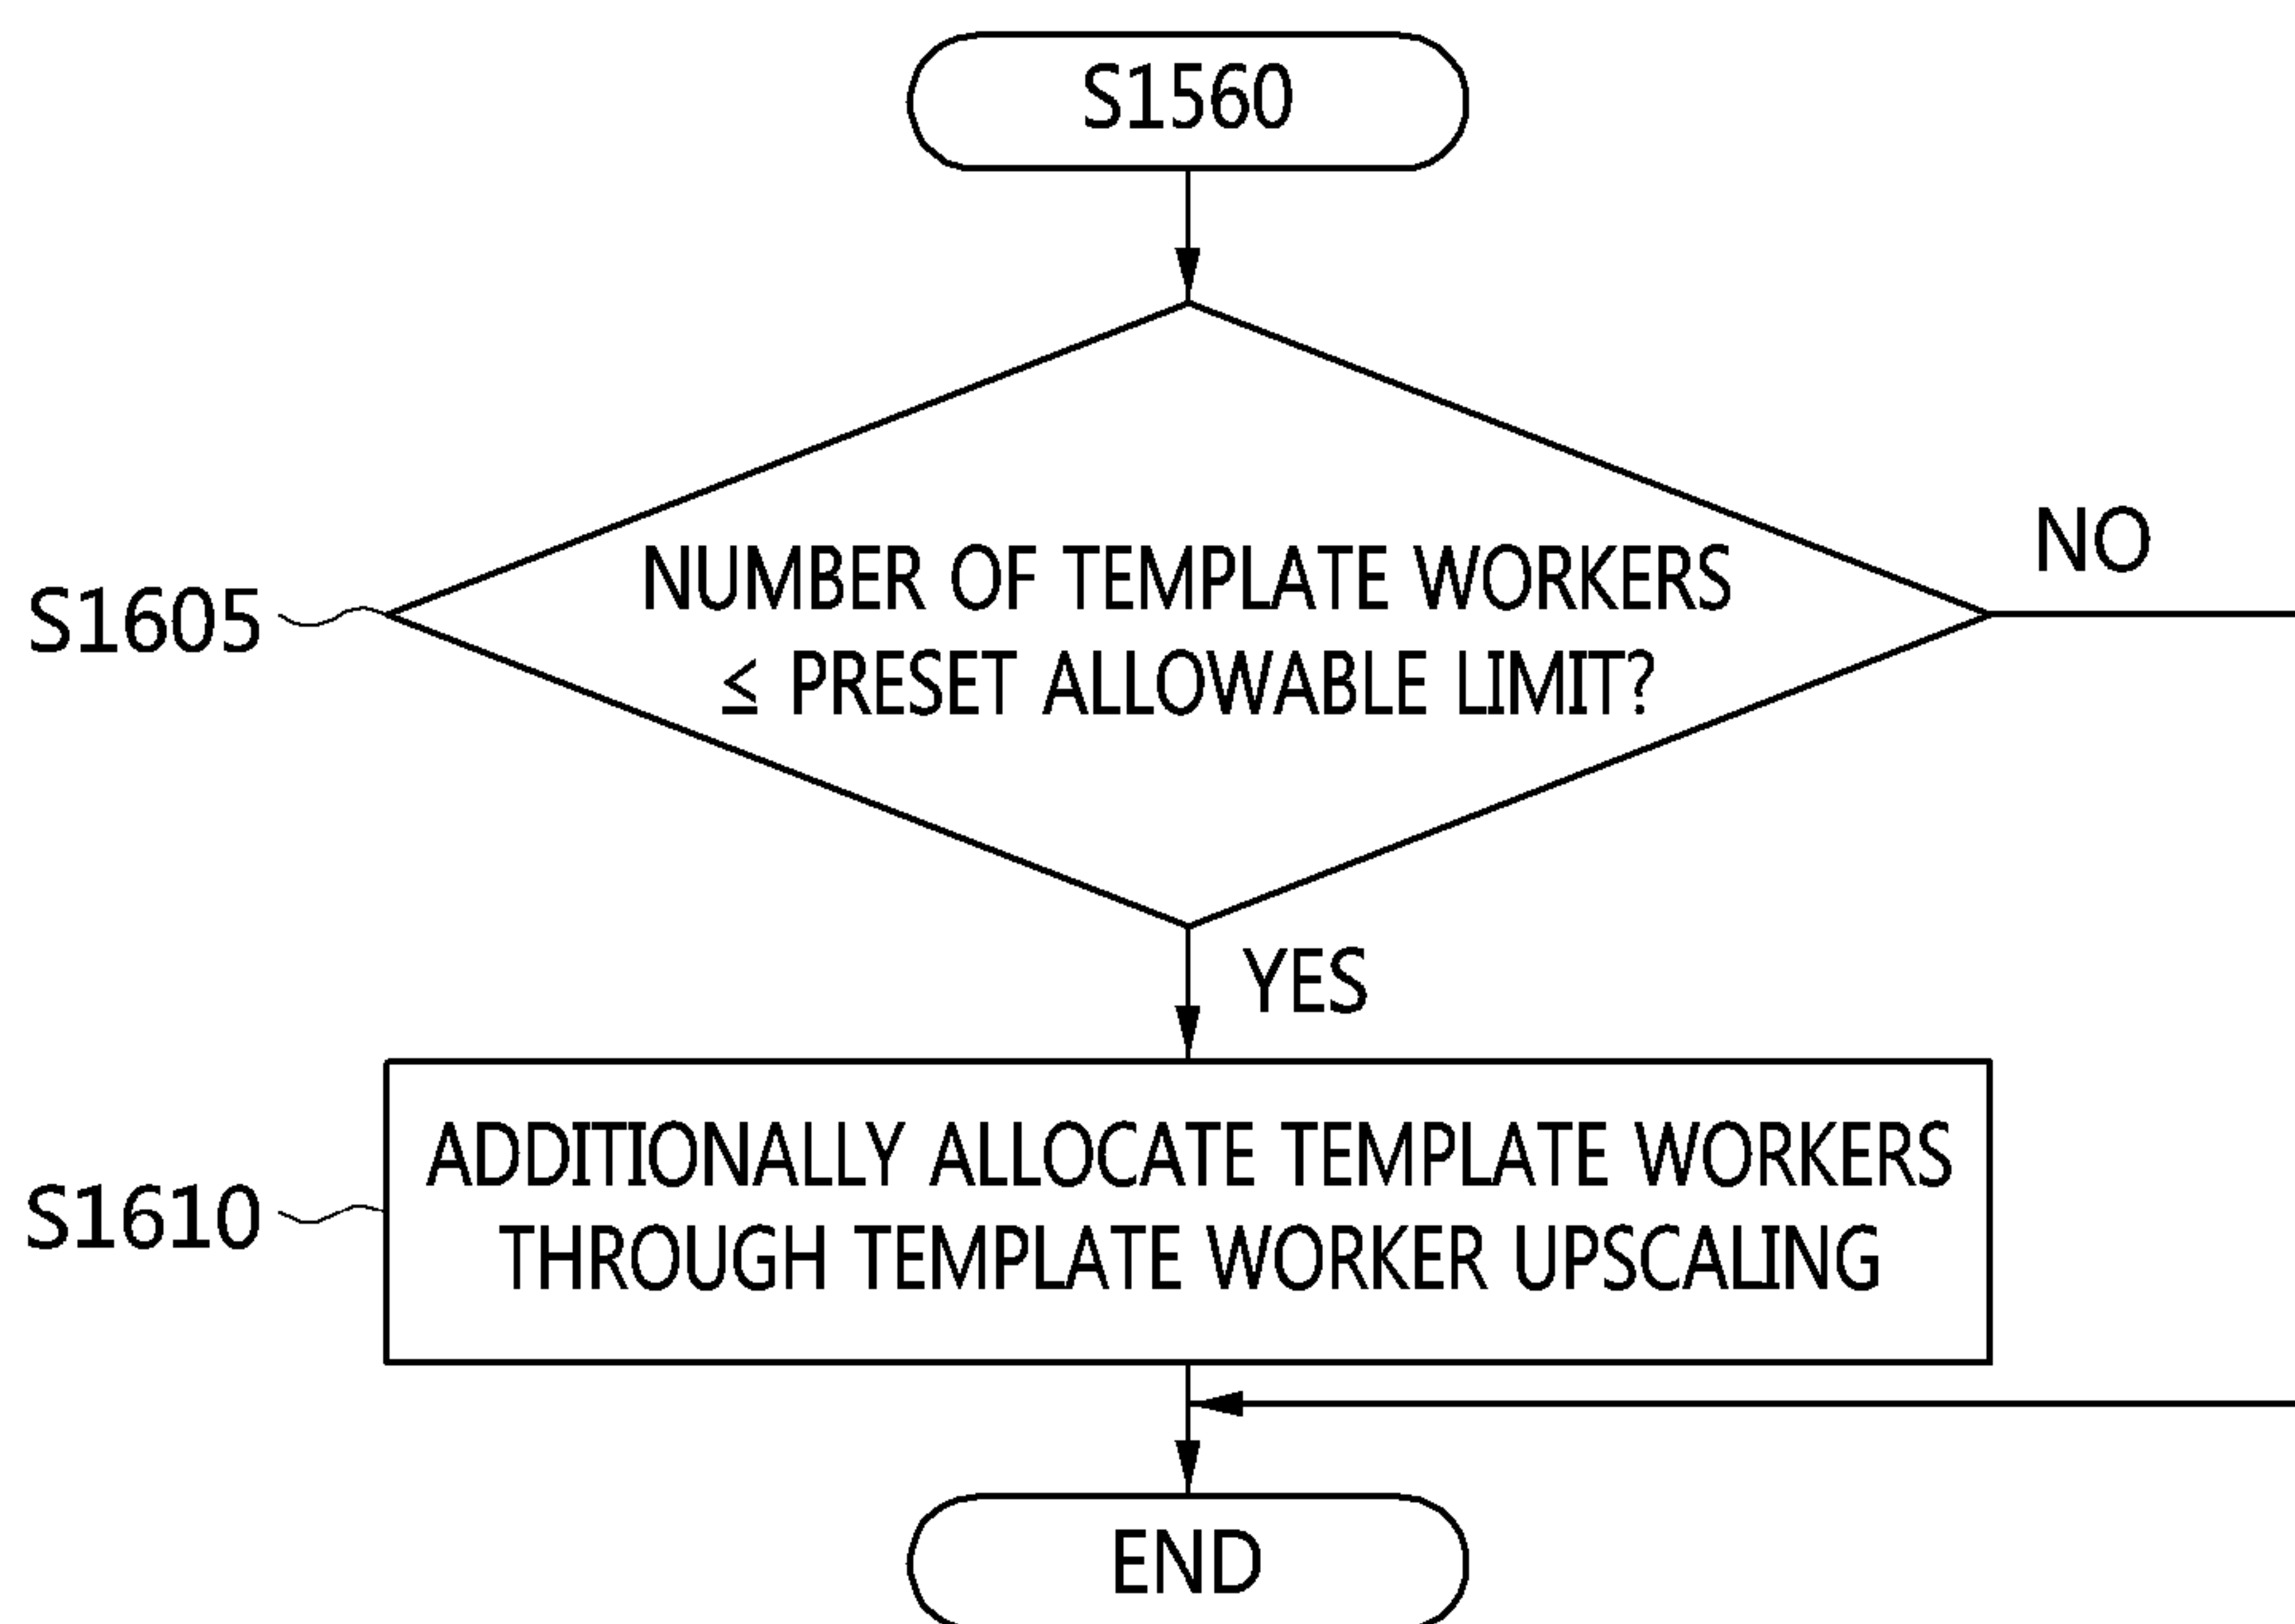 S1560
NUMBER OF TEMPLATE WORKERS
≤ PRESET ALLOWABLE LIMIT?
NO
S1605
YES
ADDITIONALLY ALLOCATE TEMPLATE WORKERS
THROUGH TEMPLATE WORKER UPSCALING
S1610
END